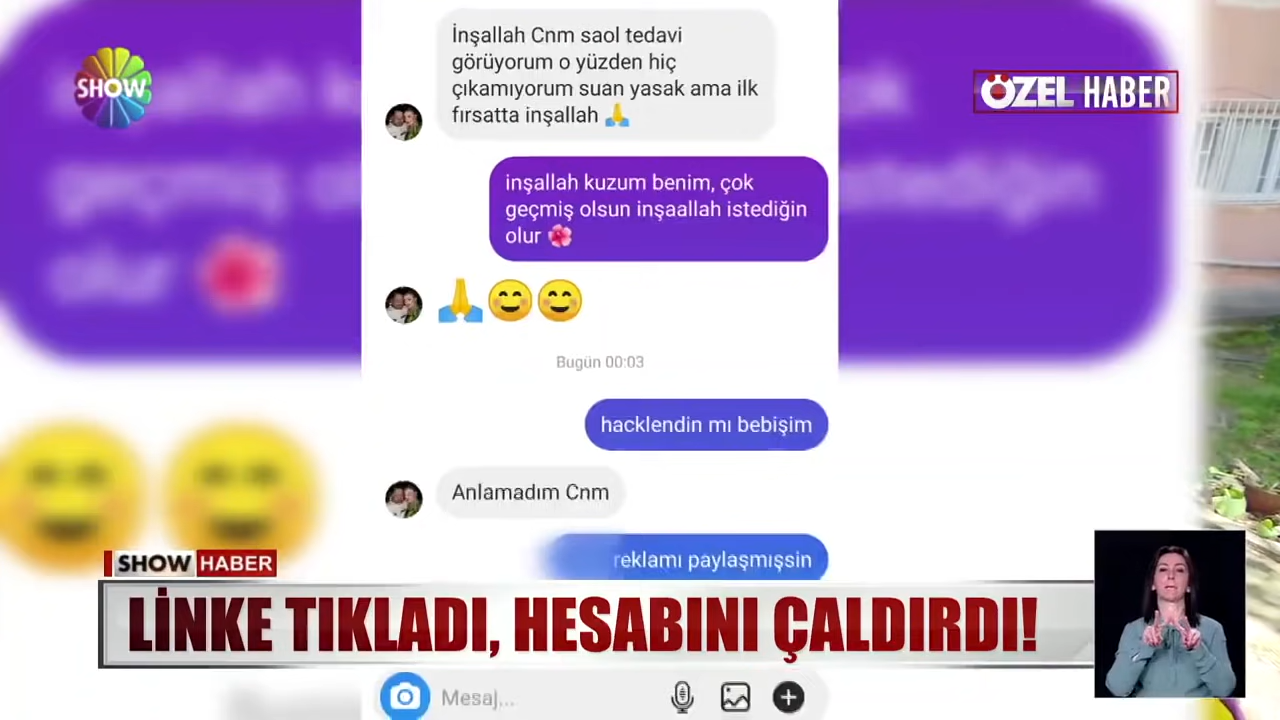 SHOW
ÖZEL HABER
İnşallah Cnm saol tedavi
görüyorum o yüzden hiç
çıkamıyorum suan yasak ama ilk
fırsatta inşallah 🙏
inşallah kuzum benim, çok
geçmiş olsun inşaallah istediğin
olur 🌺
🙏😊😊
Bugün 00:03
hacklendin mı bebişim
Anlamadım Cnm
reklamı paylaşmışsin
SHOW HABER
LİNKE TIKLADI, HESABINI ÇALDIRDI!
Mesaj...